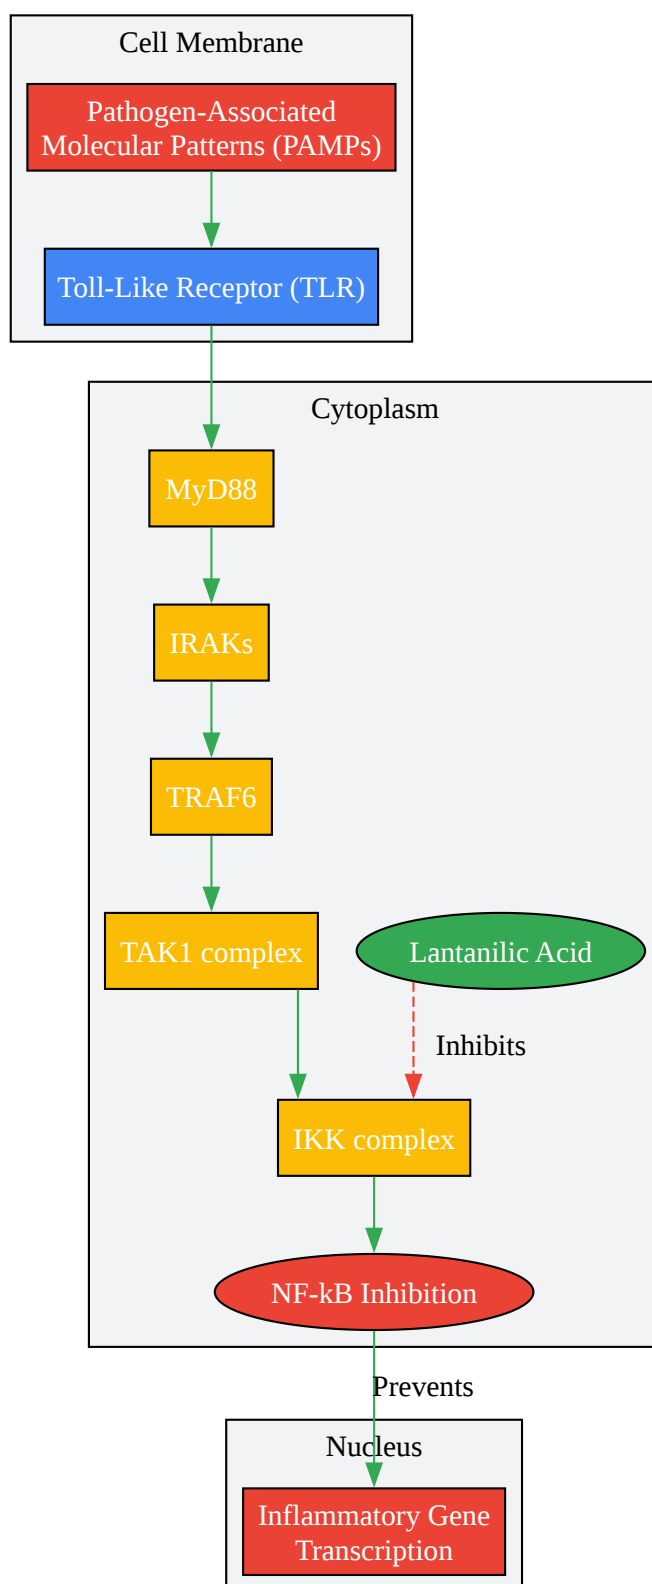 Cell Membrane
Pathogen-Associated
Molecular Patterns (PAMPs)
Toll-Like Receptor (TLR)
Cytoplasm
MyD88
IRAKs
TRAF6
TAK1 complex
Lantanilic Acid
Inhibits
IKK complex
NF-kB Inhibition
Prevents
Nucleus
Inflammatory Gene
Transcription